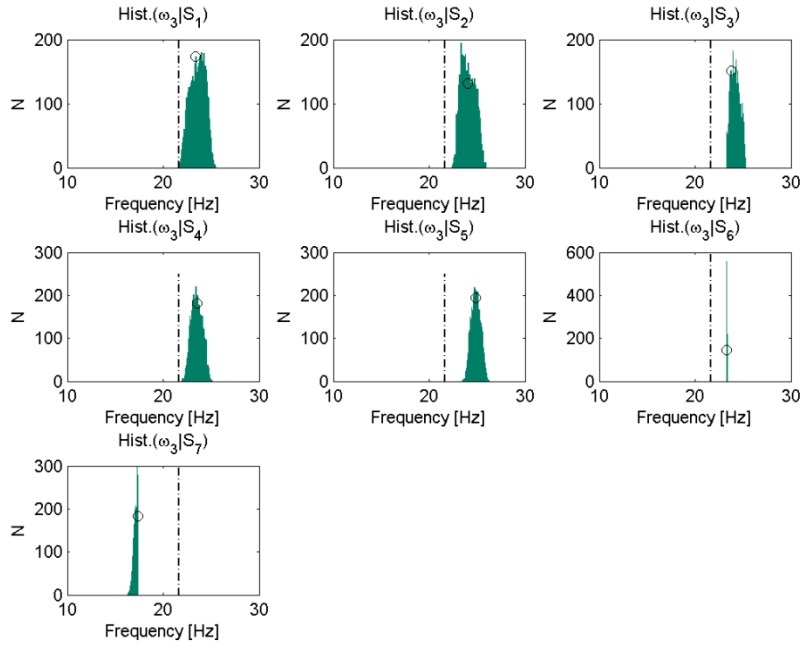 Hist.(ω₃|S₁) Hist.(ω₃|S₂) Hist.(ω₃|S₃)
200 200 200
N N N
100 100 100
0 0 0
10 20 30 10 20 30 10 20 30
Frequency [Hz] Frequency [Hz] Frequency [Hz]
Hist.(ω₃|S₄) Hist.(ω₃|S₅) Hist.(ω₃|S₆)
300 300 600
200 200 400
N N N
100 100 200
0 0 0
10 20 30 10 20 30 10 20 30
Frequency [Hz] Frequency [Hz] Frequency [Hz]
Hist.(ω₃|S₇)
300
200
N
100
0
10 20 30
Frequency [Hz]